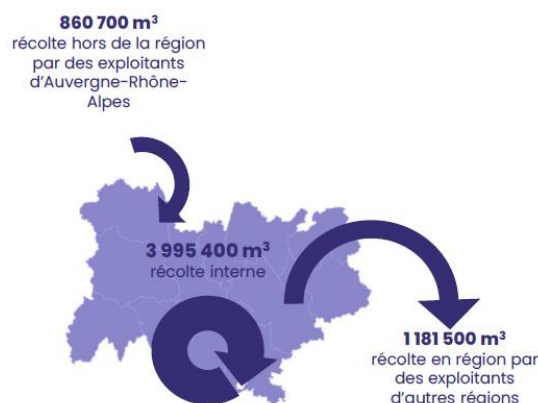 860 700 m³
récolte hors de la région
par des exploitants
d'Auvergne-Rhône-
Alpes
3 995 400 m³
récolte interne
1 181 500 m³
récolte en région par
des exploitants
d'autres régions